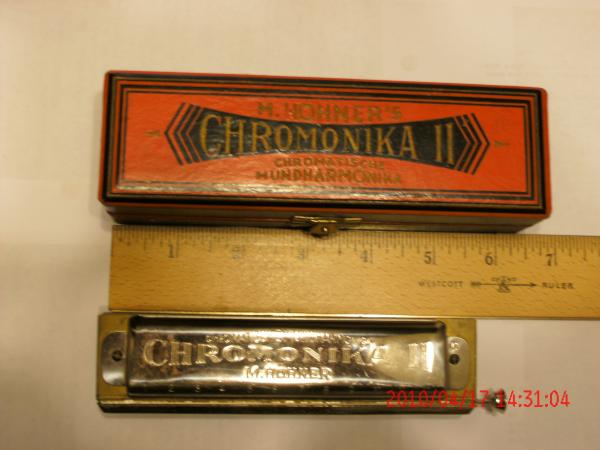 M. HOHNER'S
CHROMONIKA II
CHROMATISCHE
MUNDHARMONIKA
1 2 3 4 5 6 7
WESTCOTT RULER
CHROMONIKA II
M. HOHNER
2010/04/17 14:31:04